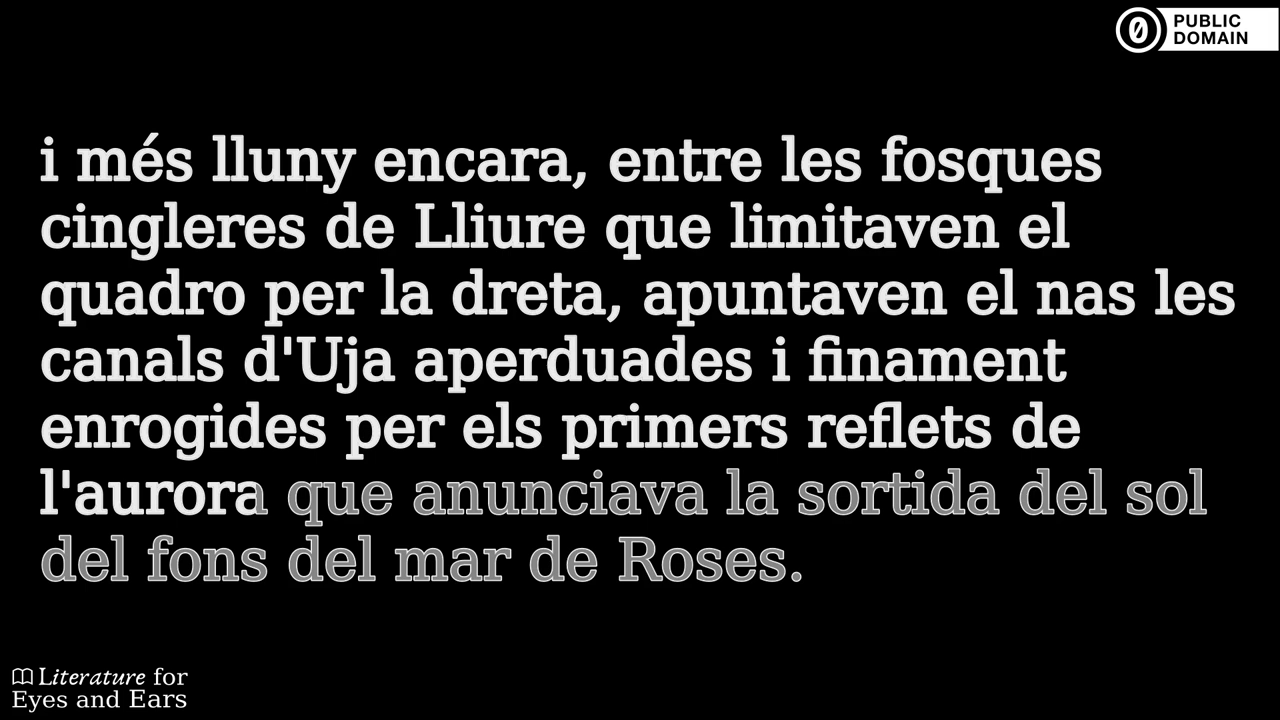 PUBLIC
DOMAIN
i més lluny encara, entre les fosques
cingleres de Lliure que limitaven el
quadro per la dreta, apuntaven el nas les
canals d'Uja aperduades i finament
enrogides per els primers reflets de
l'aurora que anunciava la sortida del sol
del fons del mar de Roses.
Literature for
Eyes and Ears